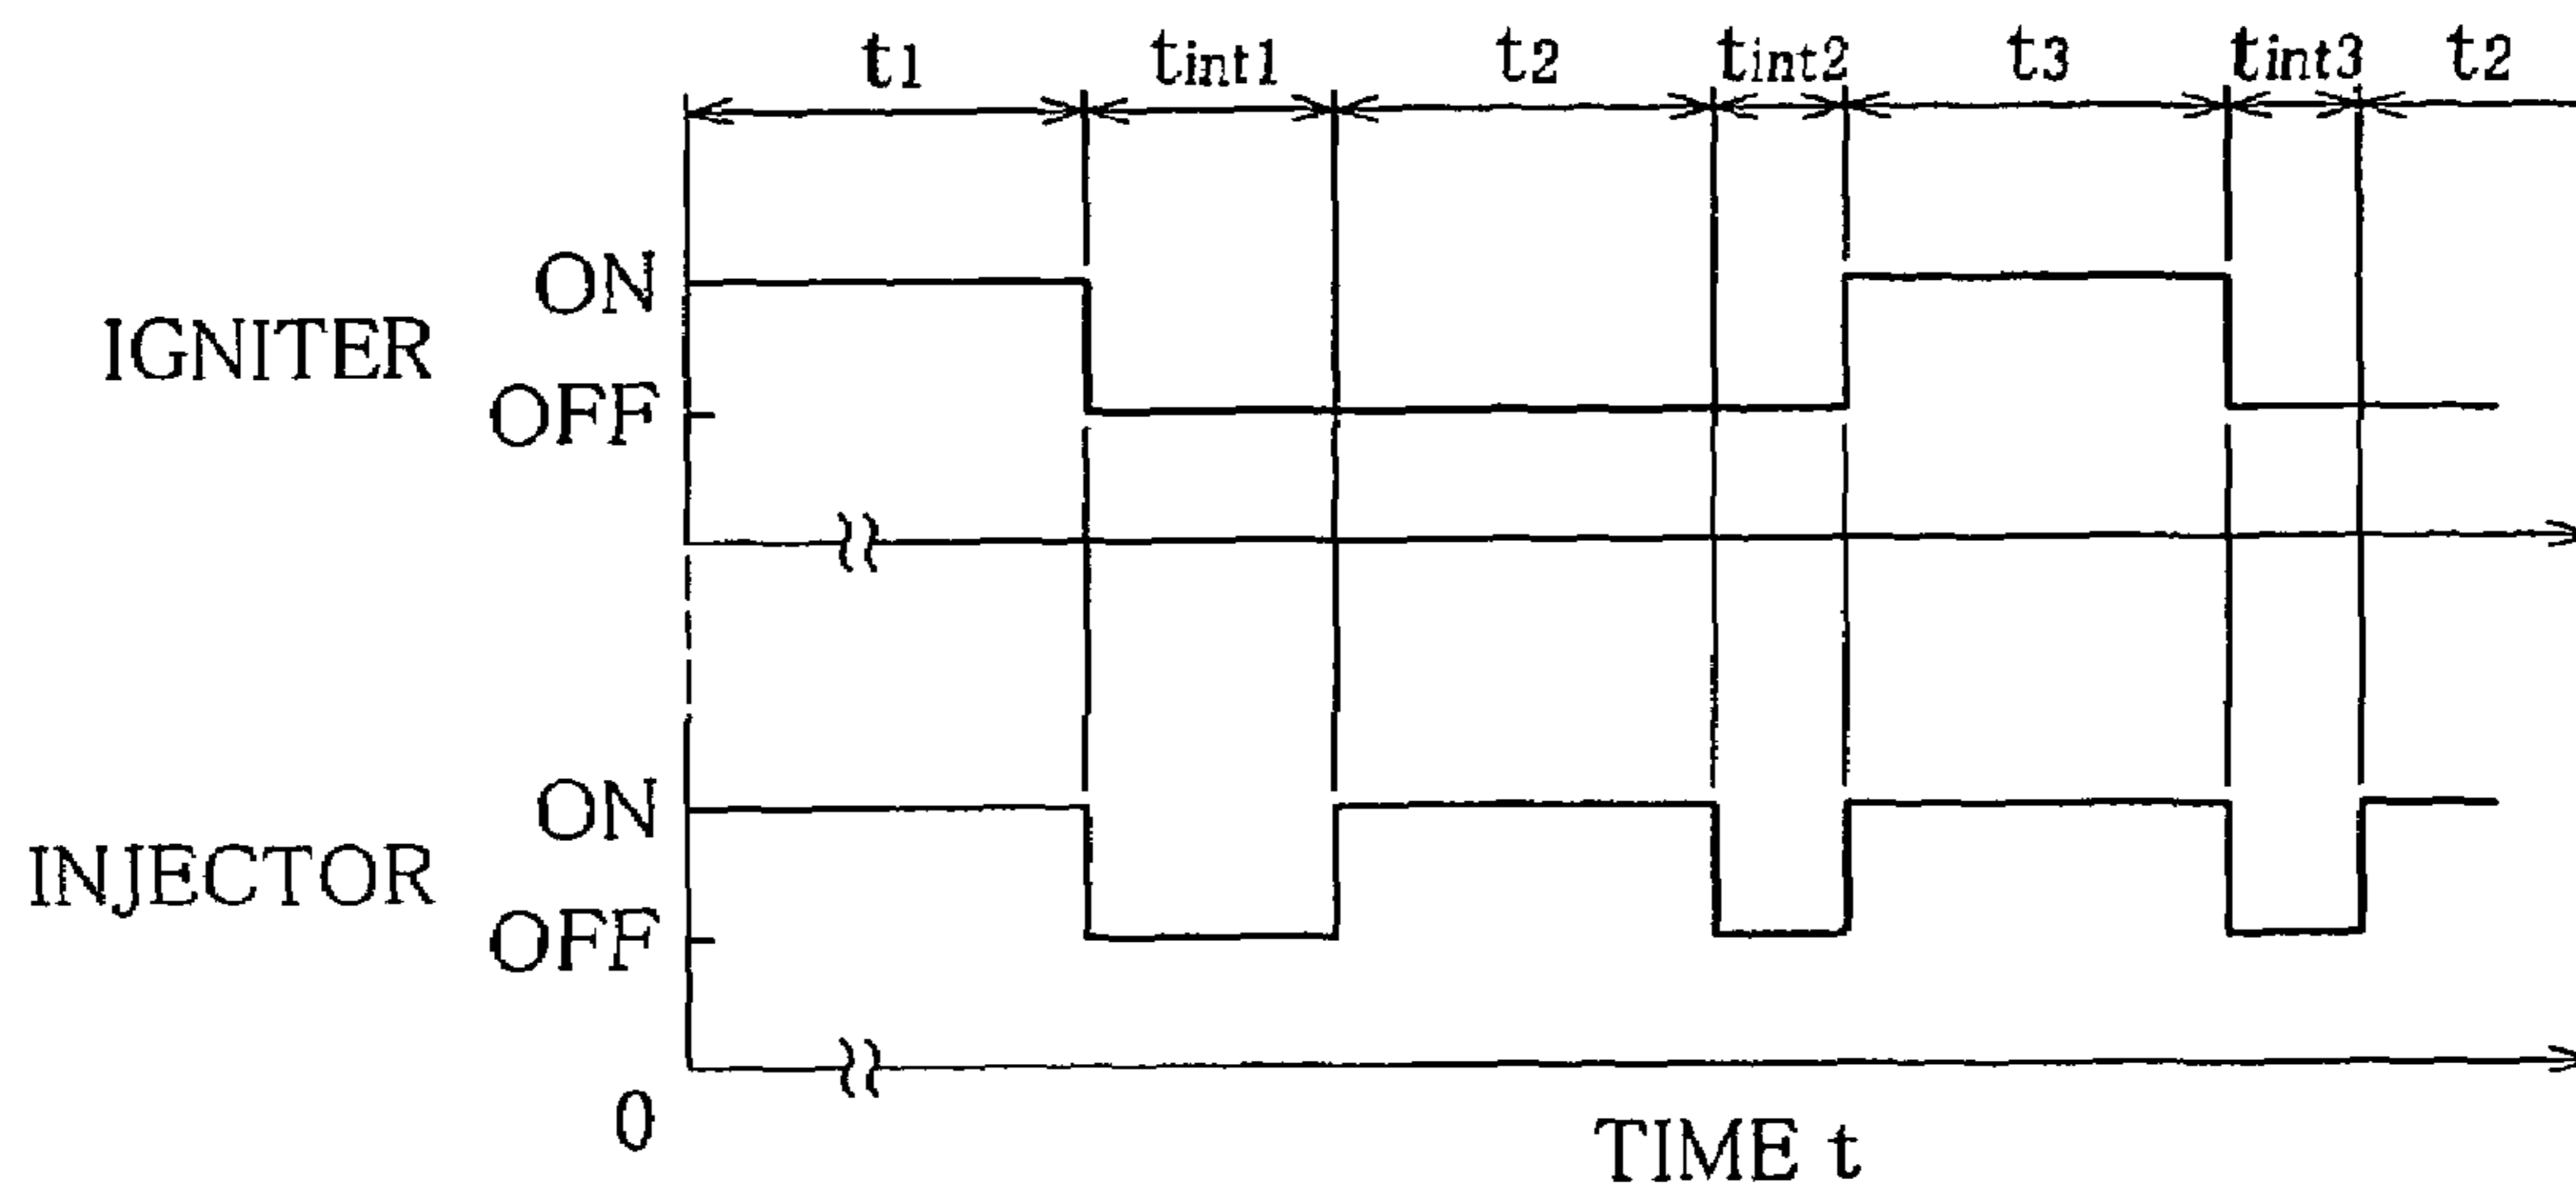 t1 tint1 t2 tint2 t3 tint3 t2
ON
IGNITER
OFF
ON
INJECTOR
OFF
0
TIME t